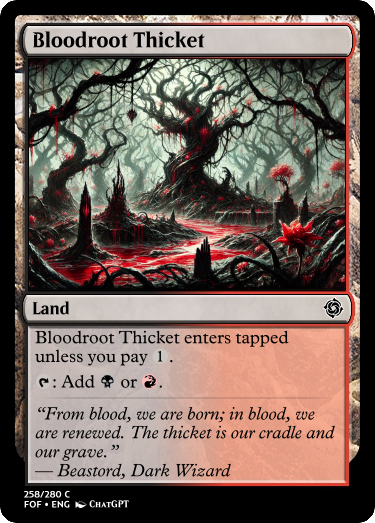 Bloodroot Thicket
Land
Bloodroot Thicket enters tapped
unless you pay 1 .
: Add or .
“From blood, we are born; in blood, we
are renewed. The thicket is our cradle and
our grave.”
— Beastord, Dark Wizard
258/280 C
FOF • ENG ChatGPT